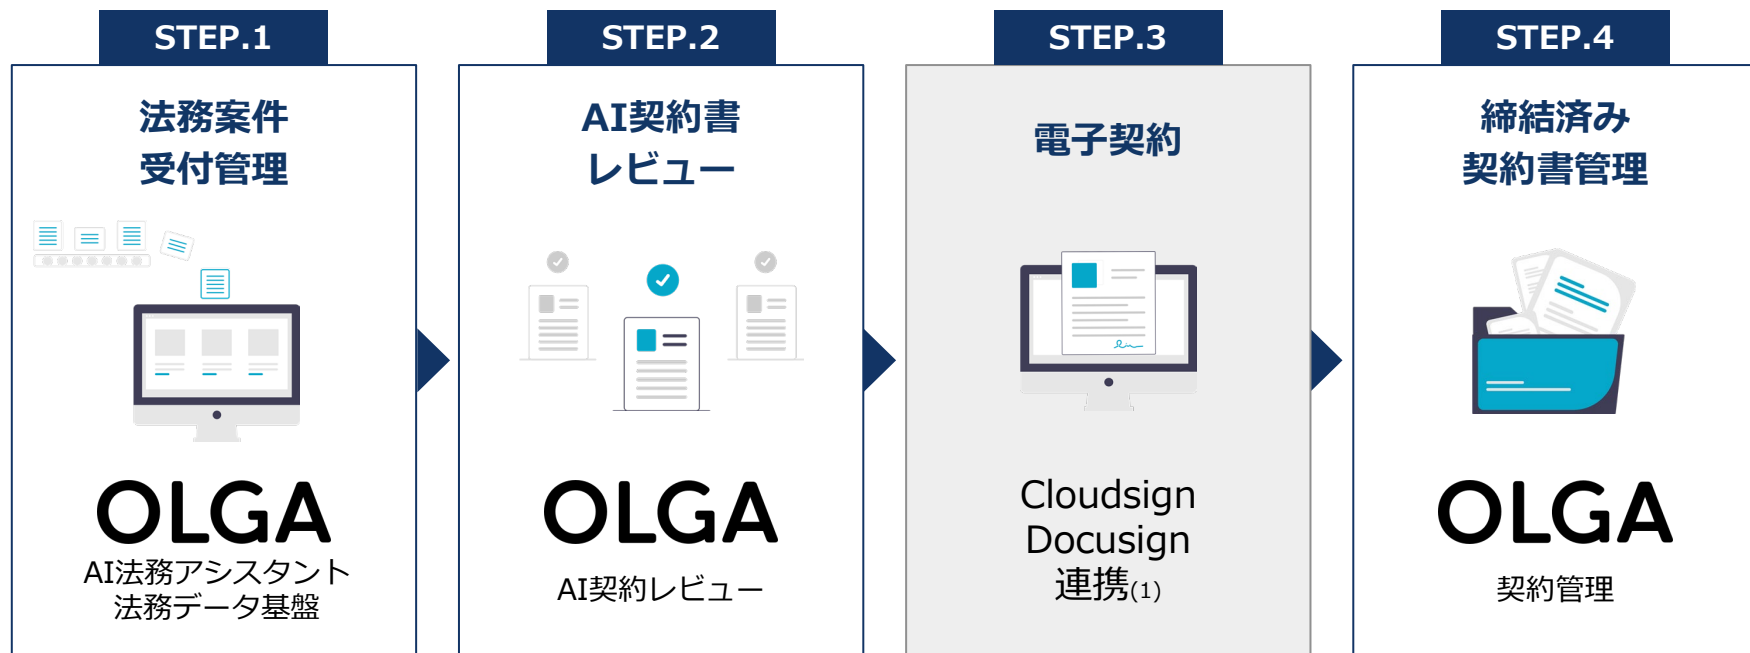 STEP.1
法務案件
受付管理
OLGA
AI法務アシスタント
法務データ基盤
STEP.2
AI契約書
レビュー
OLGA
AI契約レビュー
STEP.3
電子契約
Cloudsign
Docusign
連携(1)
STEP.4
締結済み
契約書管理
OLGA
契約管理